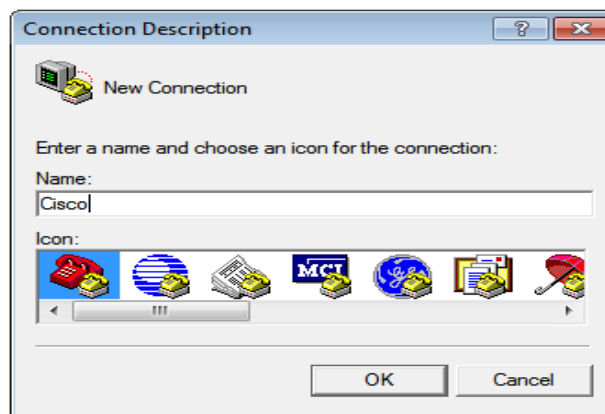 Connection Description
New Connection
Enter a name and choose an icon for the connection:
Name:
Cisco
Icon:
MCI
OK
Cancel